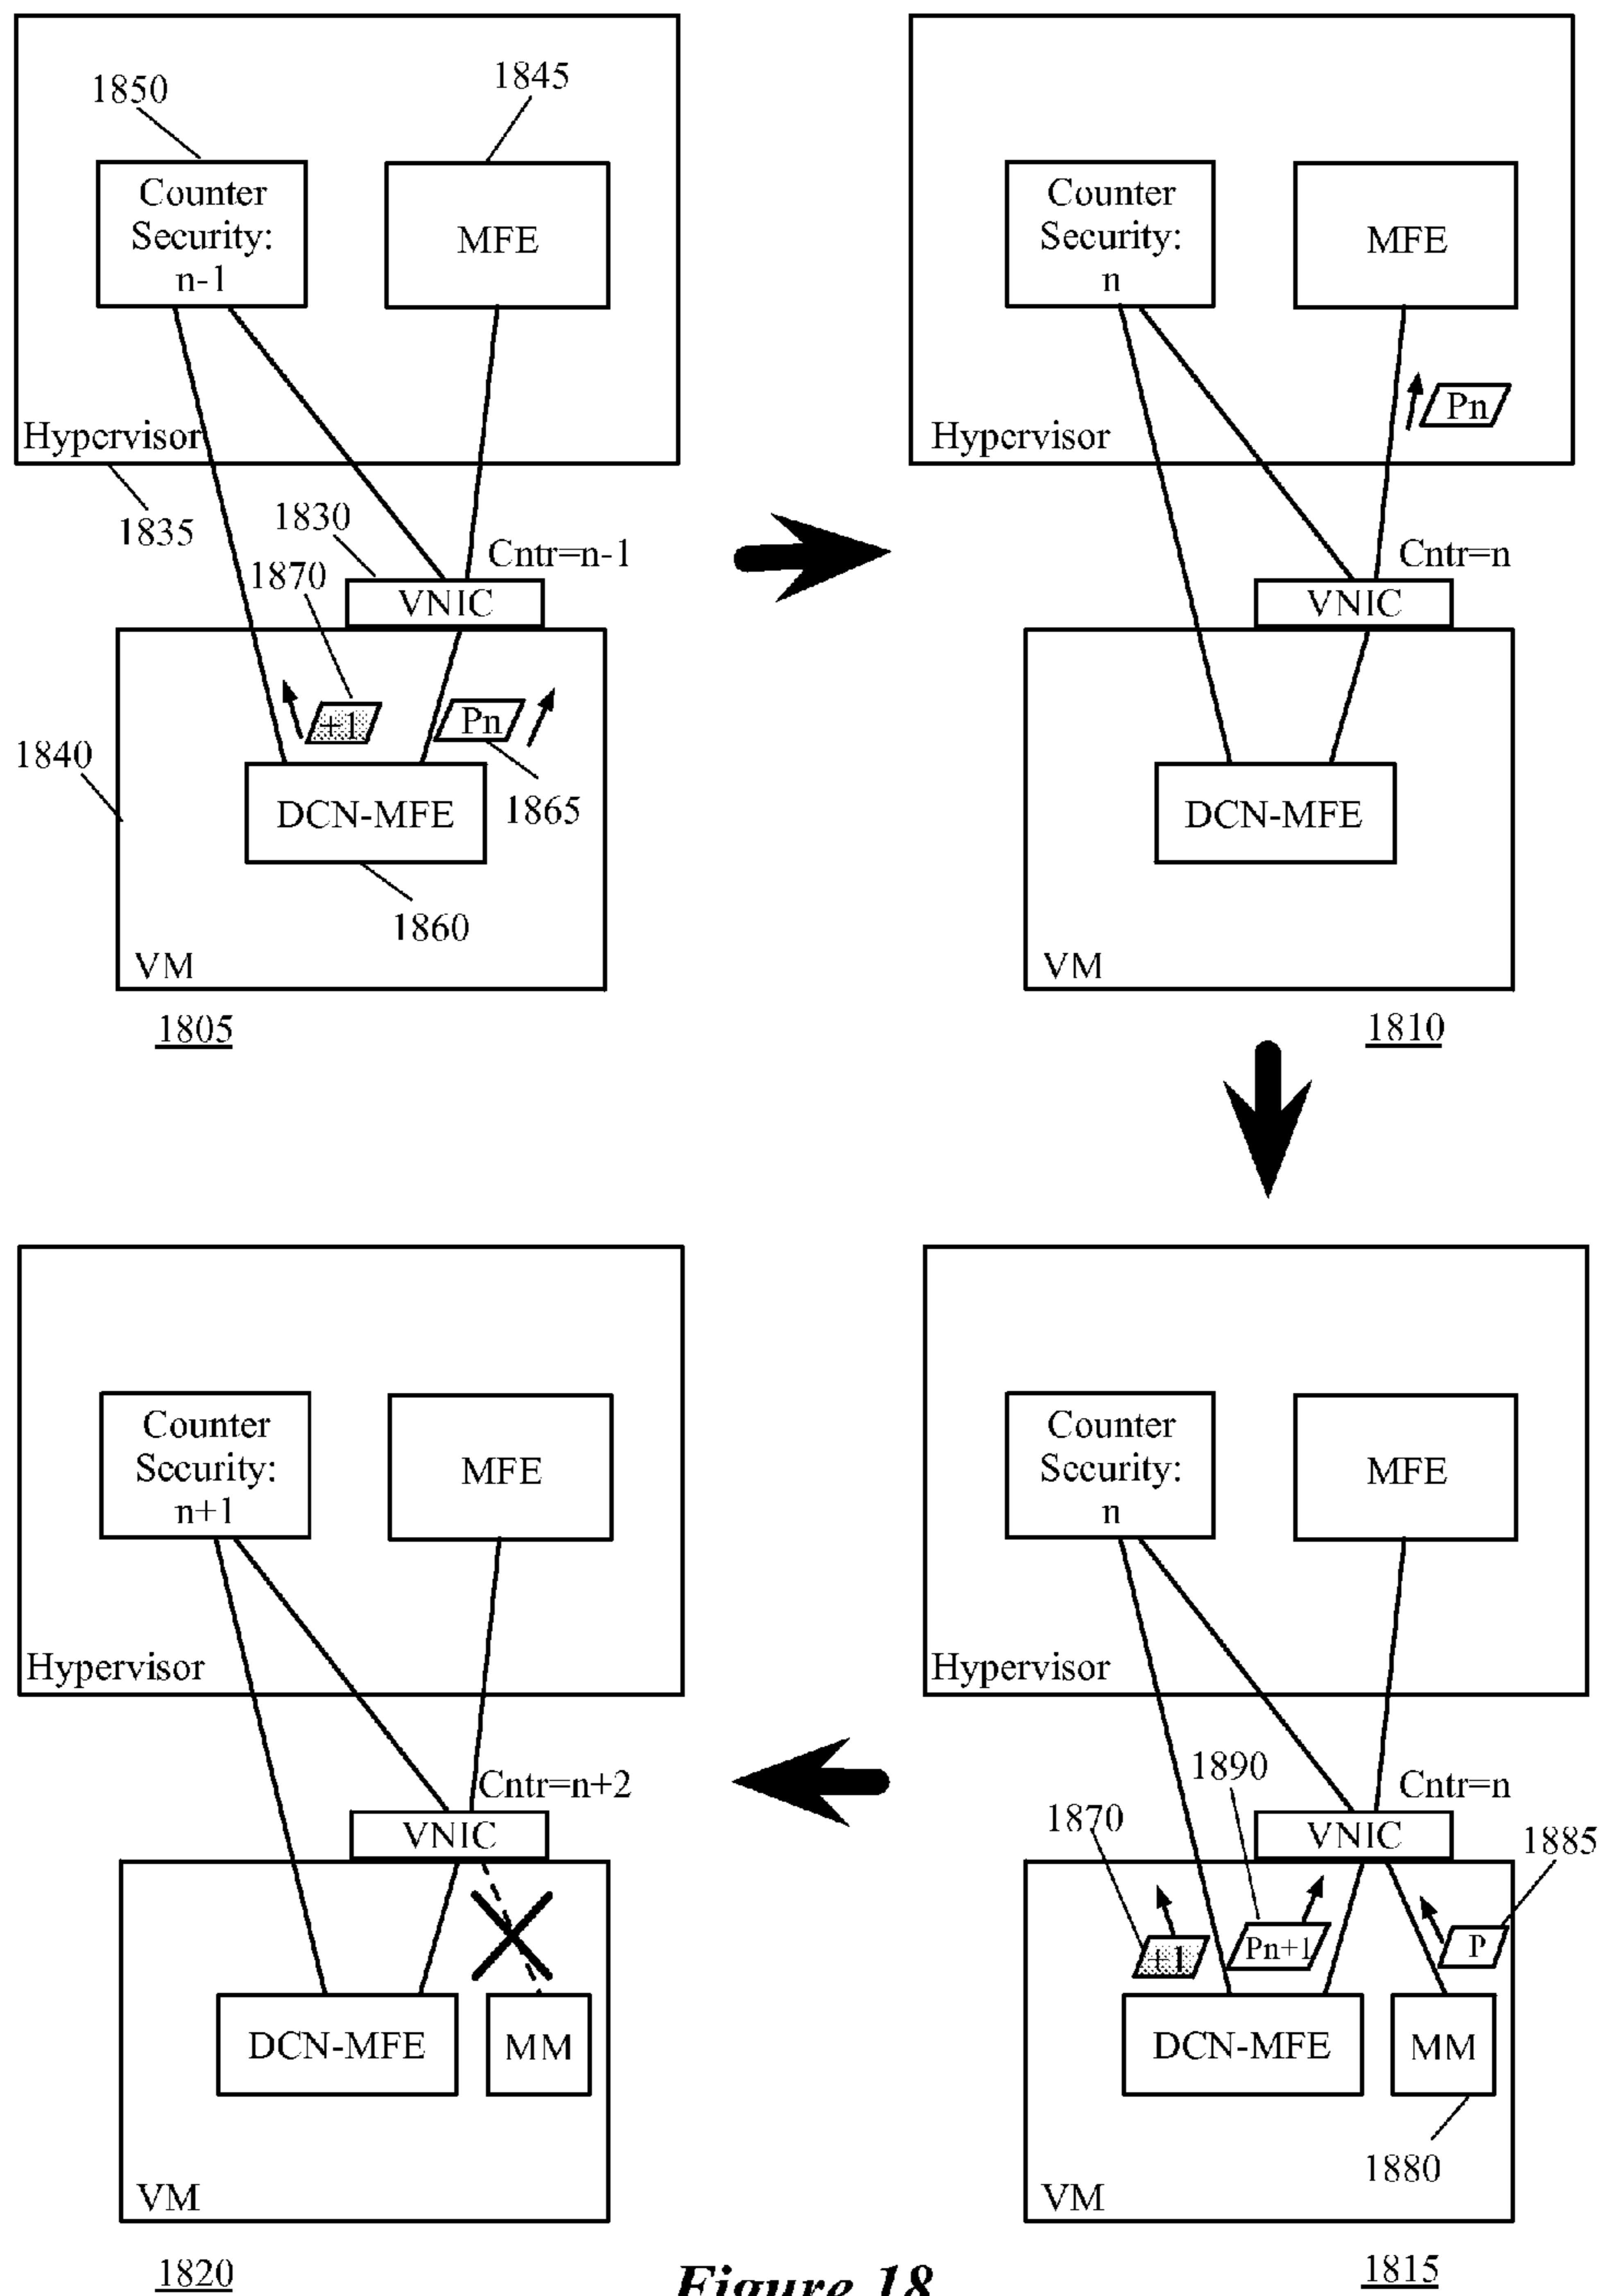 1850
1845
Counter
Security:
n-1
MFE
Hypervisor
1835
1830
Cntr=n-1
1870
VNIC
+1
Pn
1840
1865
DCN-MFE
1860
VM
1805
Counter
Security:
n
MFE
Pn
Hypervisor
Cntr=n
VNIC
DCN-MFE
VM
1810
Counter
Security:
n+1
MFE
Hypervisor
Cntr=n+2
VNIC
DCN-MFE
MM
VM
1820
Counter
Security:
n
MFE
Hypervisor
1890
Cntr=n
1870
VNIC
1885
+1
Pn+1
P
DCN-MFE
MM
1880
VM
1815
Figure 18